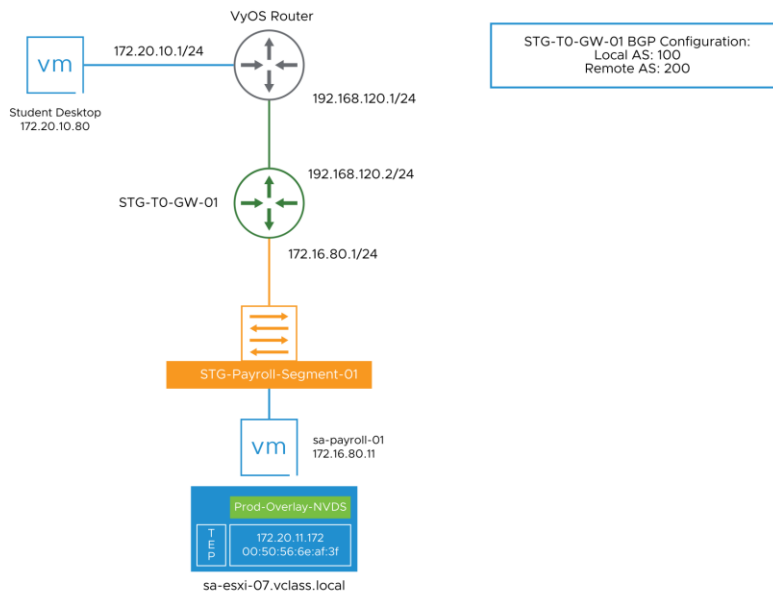 VyOS Router
STG-T0-GW-01 BGP Configuration:
Local AS: 100
Remote AS: 200
172.20.10.1/24
vm
Student Desktop
172.20.10.80
192.168.120.1/24
192.168.120.2/24
STG-T0-GW-01
172.16.80.1/24
STG-Payroll-Segment-01
vm
sa-payroll-01
172.16.80.11
Prod-Overlay-NVDS
TEP
172.20.11.172
00:50:56:6e:af:3f
sa-esxi-07.vclass.local